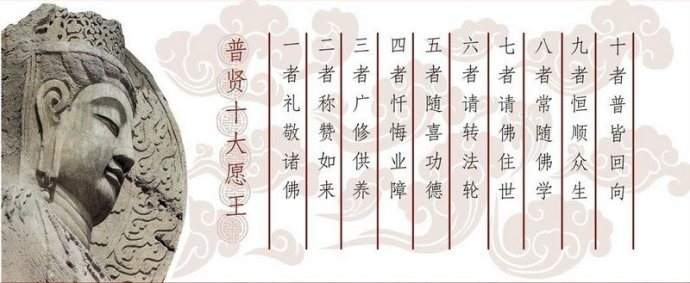 普贤十大愿王
一者礼敬诸佛
二者称赞如来
三者广修供养
四者忏悔业障
五者随喜功德
六者请转法轮
七者请佛住世
八者常随佛学
九者恒顺众生
十者普皆回向